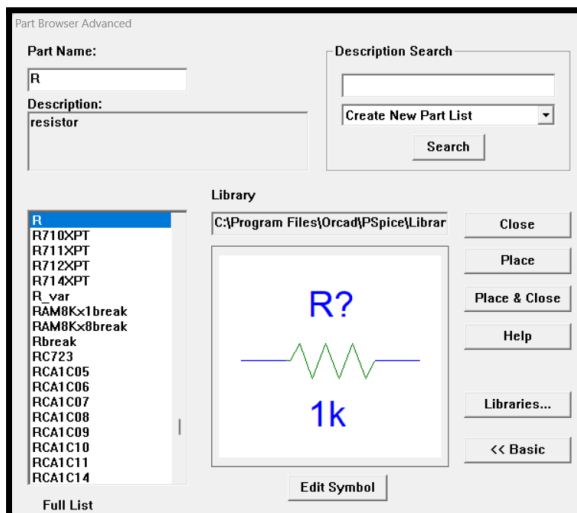 Part Browser Advanced
Part Name:
R
Description:
resistor
Description Search
Create New Part List
Search
Library
C:\Program Files\Orcad\PSpice\Librar
R
R710XPT
R711XPT
R712XPT
R714XPT
R_var
RAM8Kx1break
RAM8Kx8break
Rbreak
RC723
RCA1C05
RCA1C06
RCA1C07
RCA1C08
RCA1C09
RCA1C10
RCA1C11
RCA1C14
Full List
R?
1k
Edit Symbol
Close
Place
Place & Close
Help
Libraries...
<< Basic